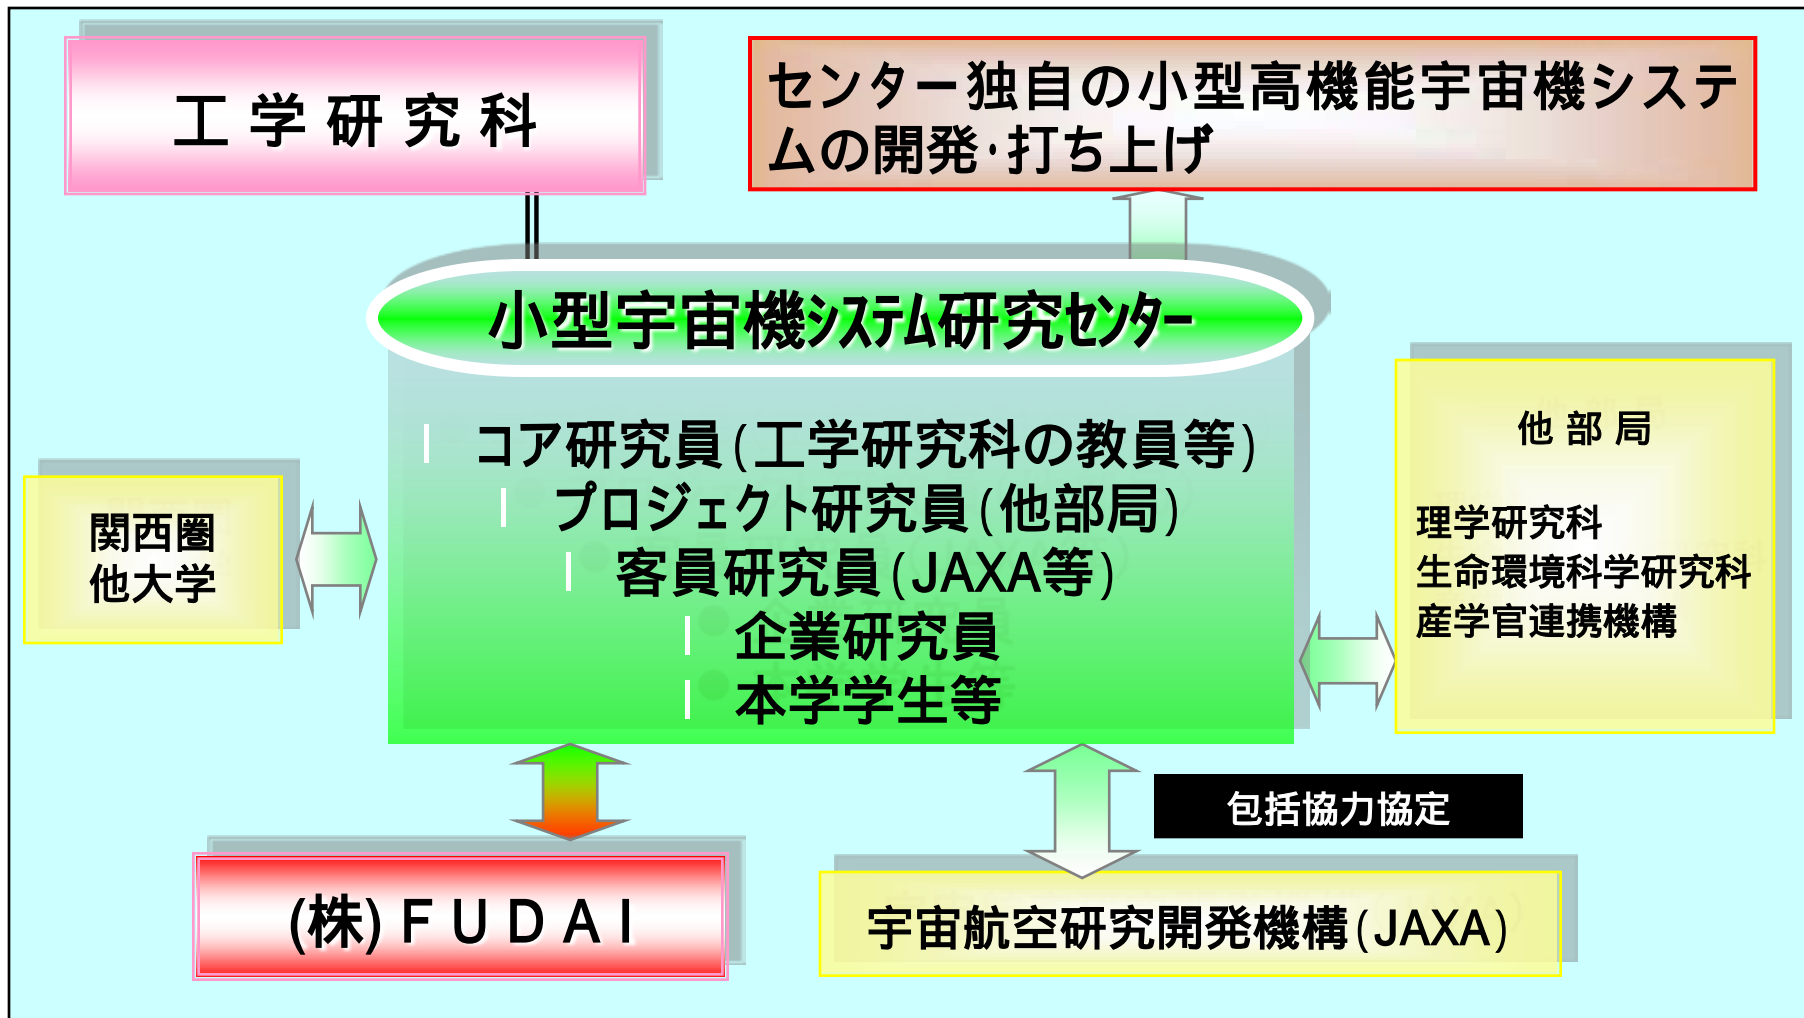 工学研究科
センター独自の小型高機能宇宙機システ
ムの開発・打ち上げ
小型宇宙機システム研究センター
コア研究員(工学研究科の教員等)
プロジェクト研究員(他部局)
客員研究員(JAXA等)
企業研究員
本学学生等
関西圏
他大学
他部局
理学研究科
生命環境科学研究科
産学官連携機構
包括協力協定
(株)ＦＵＤＡＩ
宇宙航空研究開発機構(JAXA)